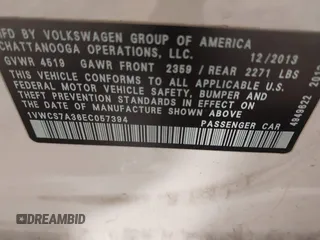 MFD BY VOLKSWAGEN GROUP OF AMERICA
CHATTANOOGA OPERATIONS, LLC. 12/2013
GVWR 4519 GAWR FRONT 2359 / REAR 2271 LBS
THIS VEHICLE CONFORMS TO ALL APPLICABLE U.S.
FEDERAL MOTOR VEHICLE SAFETY, BUMPER AND
THEFT PREVENTION STANDARDS IN EFFECT ON THE
DATE OF MANUFACTURE SHOWN ABOVE.
1VWCS7A36EC057394 PASSENGER CAR
4949622
DREAMBID